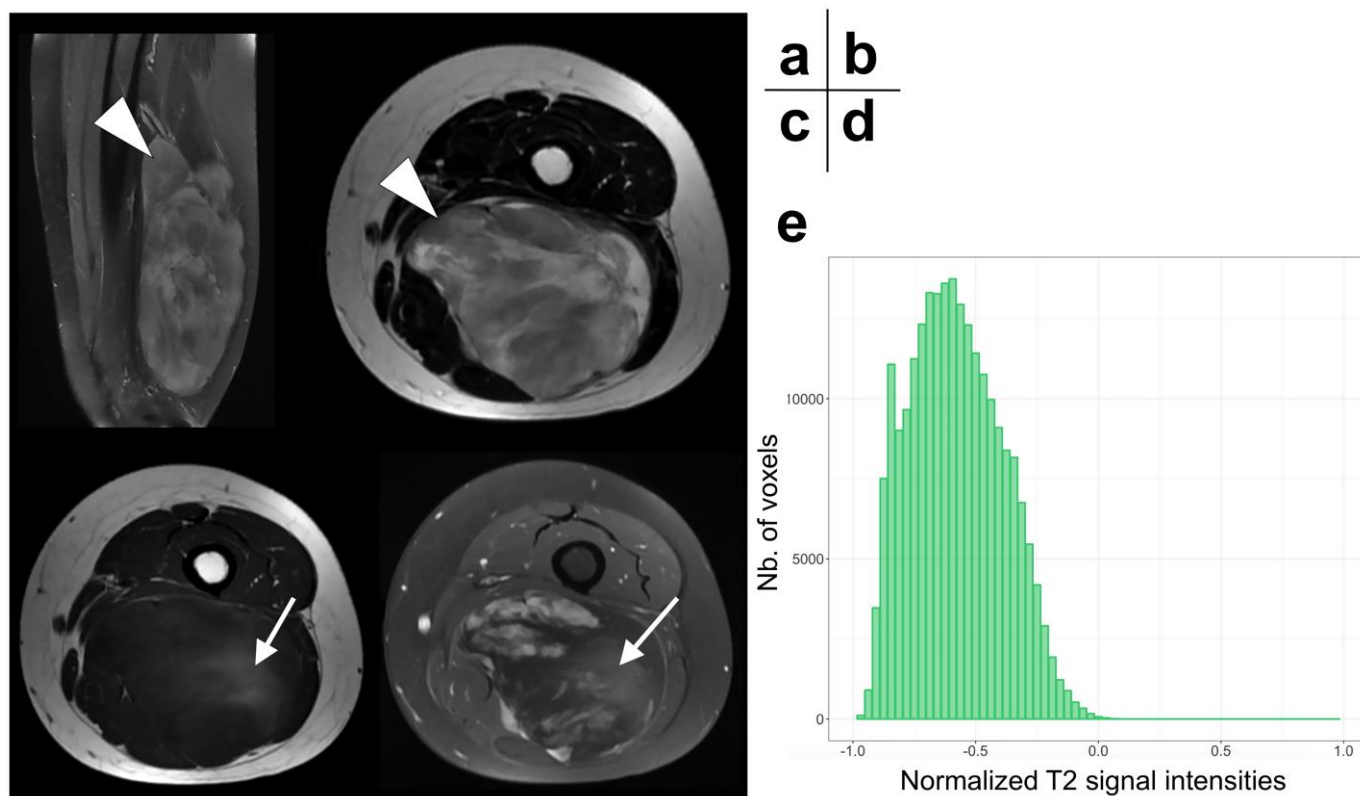 a b
c d
e
Nb. of voxels
10000
5000
0
-1.0 -0.5 0.0 0.5 1.0
Normalized T2 signal intensities